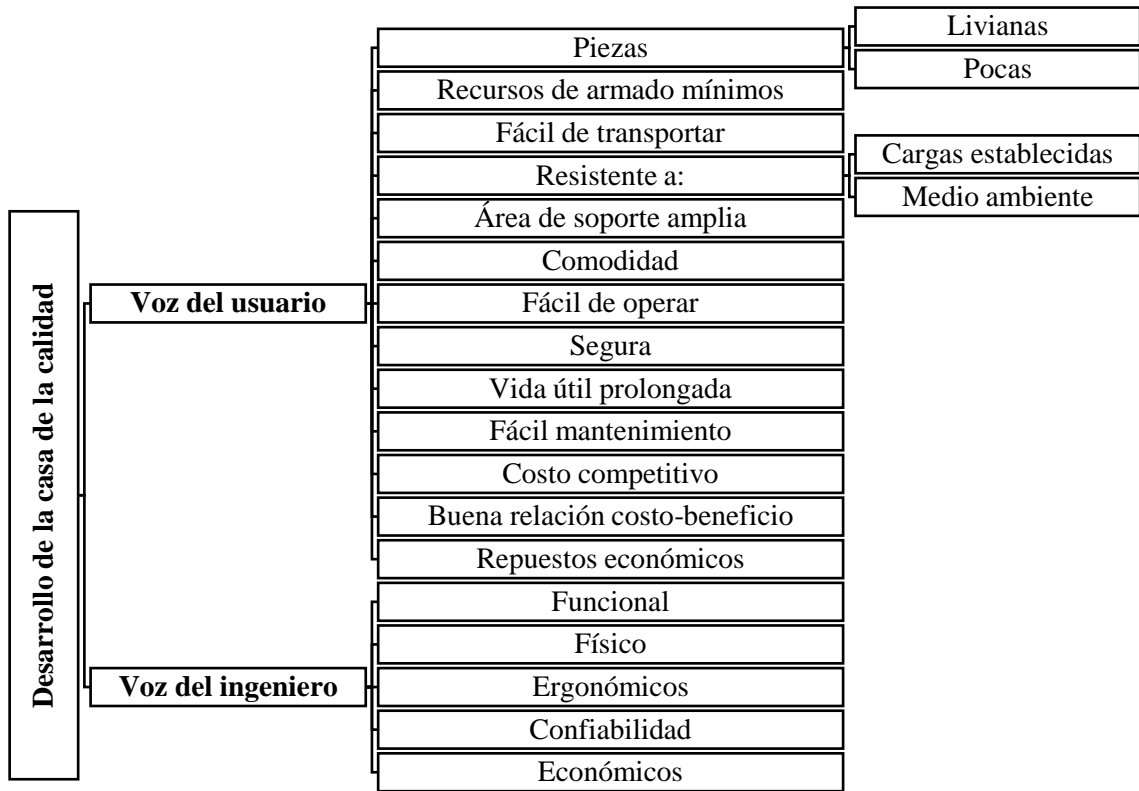 Desarrollo de la casa de la calidad
Voz del usuario
Piezas
Livianas
Pocas
Recursos de armado mínimos
Fácil de transportar
Resistente a:
Cargas establecidas
Medio ambiente
Área de soporte amplia
Comodidad
Fácil de operar
Segura
Vida útil prolongada
Fácil mantenimiento
Costo competitivo
Buena relación costo-beneficio
Repuestos económicos
Voz del ingeniero
Funcional
Físico
Ergonómicos
Confiabilidad
Económicos